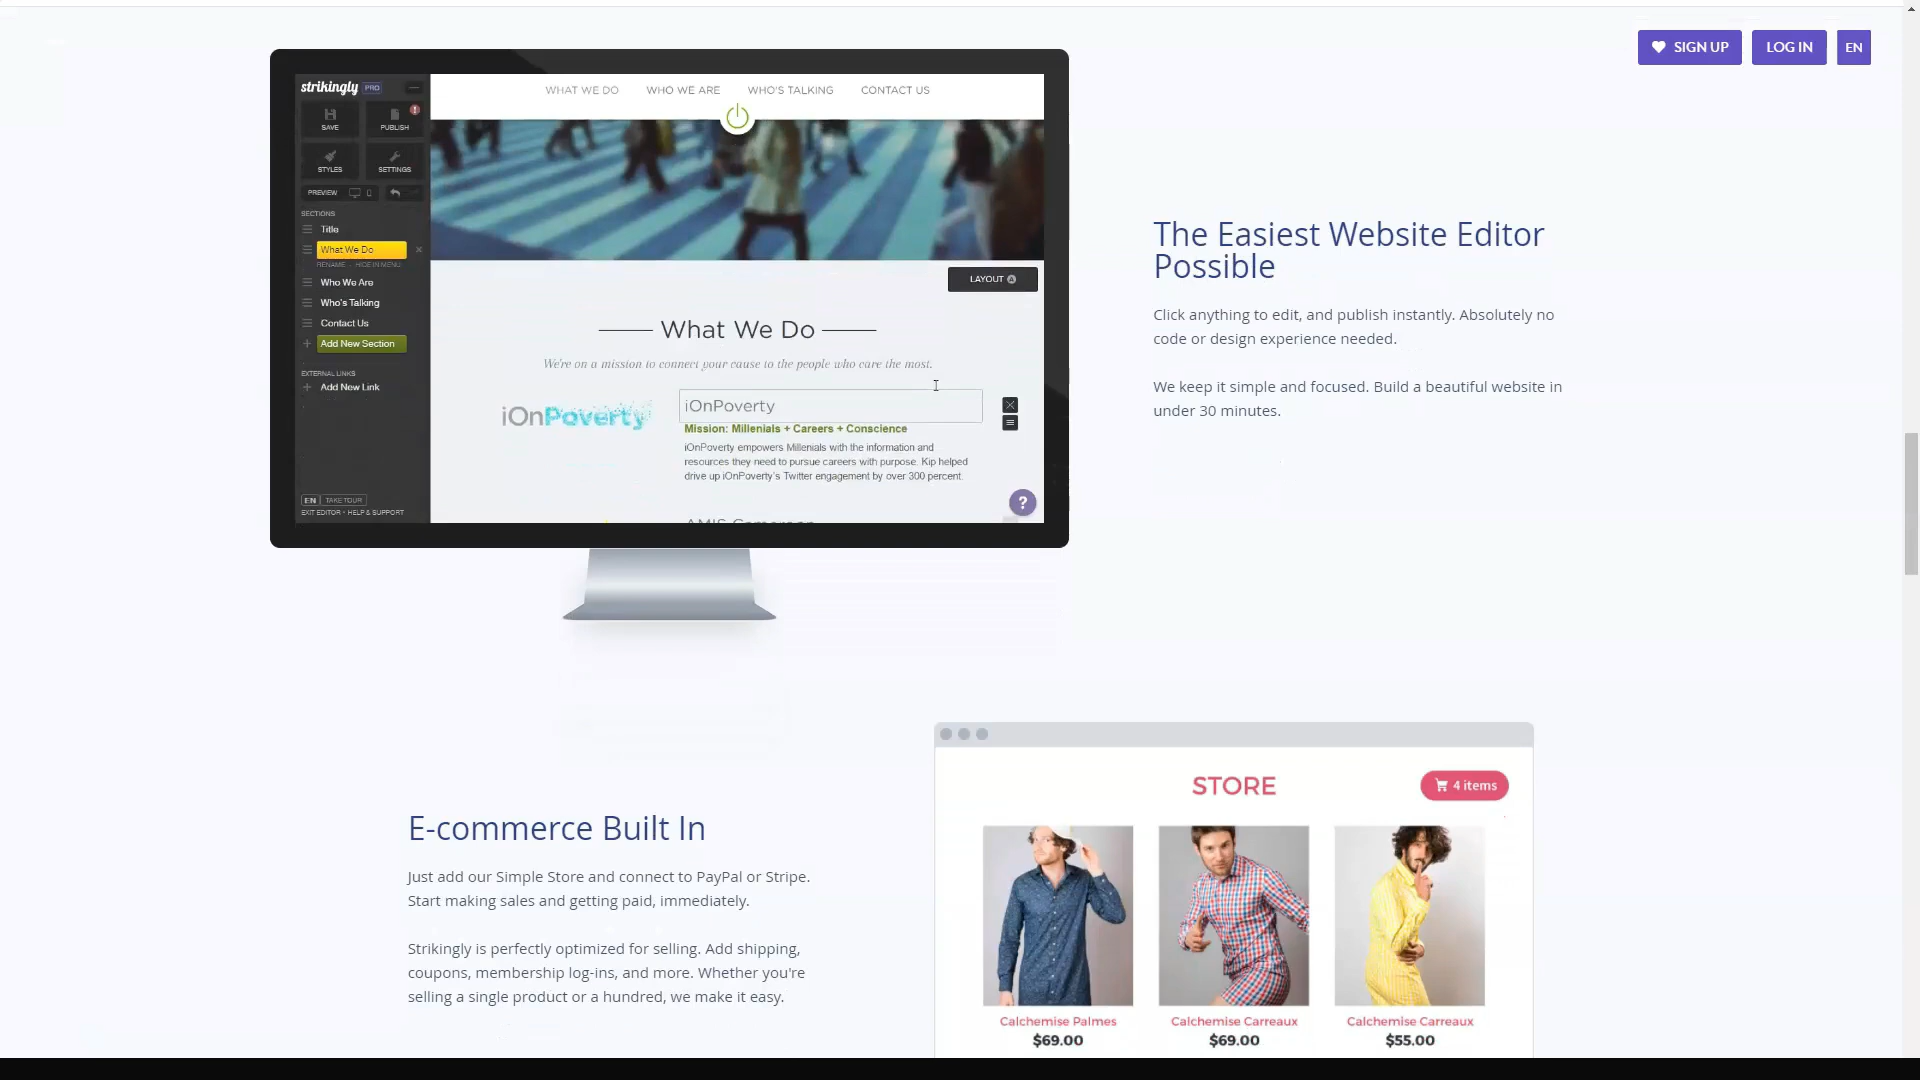 SIGN UP
LOG IN
EN
strikingly PRO
SAVE
PUBLISH
STYLES
SETTINGS
PREVIEW
SECTIONS
Title
What We Do
RENAME HIDE IN MENU
Who We Are
Who's Talking
Contact Us
Add New Section
EXTERNAL LINKS
Add New Link
EN TAKE TOUR
EXIT EDITOR • HELP & SUPPORT
WHAT WE DO
WHO WE ARE
WHO'S TALKING
CONTACT US
LAYOUT
What We Do
We're on a mission to connect your cause to the people who care the most.
iOnPoverty
iOnPoverty
Mission: Millenials + Careers + Conscience
iOnPoverty empowers Millenials with the information and
resources they need to pursue careers with purpose. Kip helped
drive up iOnPoverty's Twitter engagement by over 300 percent.
?
The Easiest Website Editor
Possible
Click anything to edit, and publish instantly. Absolutely no
code or design experience needed.
We keep it simple and focused. Build a beautiful website in
under 30 minutes.
E-commerce Built In
Just add our Simple Store and connect to PayPal or Stripe.
Start making sales and getting paid, immediately.
Strikingly is perfectly optimized for selling. Add shipping,
coupons, membership log-ins, and more. Whether you're
selling a single product or a hundred, we make it easy.
STORE
4 items
Calchemise Palmes
$69.00
Calchemise Carreaux
$69.00
Calchemise Carreaux
$55.00